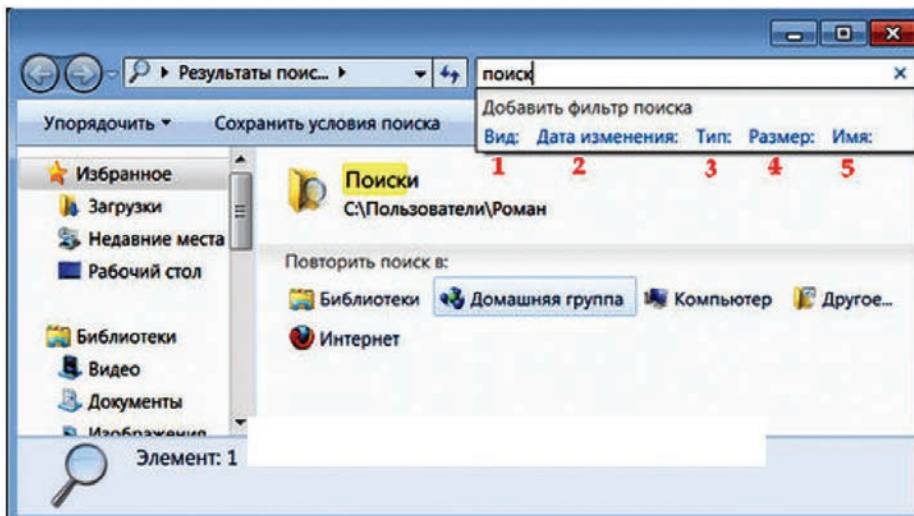 Результаты поис...
поиск
Добавить фильтр поиска
Вид: Дата изменения: Тип: Размер: Имя:
1 2 3 4 5
Упорядочить Сохранить условия поиска
Избранное
Загрузки
Недавние места
Рабочий стол
Библиотеки
Видео
Документы
Изображения
Поиски
C:\Пользователи\Роман
Повторить поиск в:
Библиотеки Домашняя группа Компьютер Другое...
Интернет
Элемент: 1